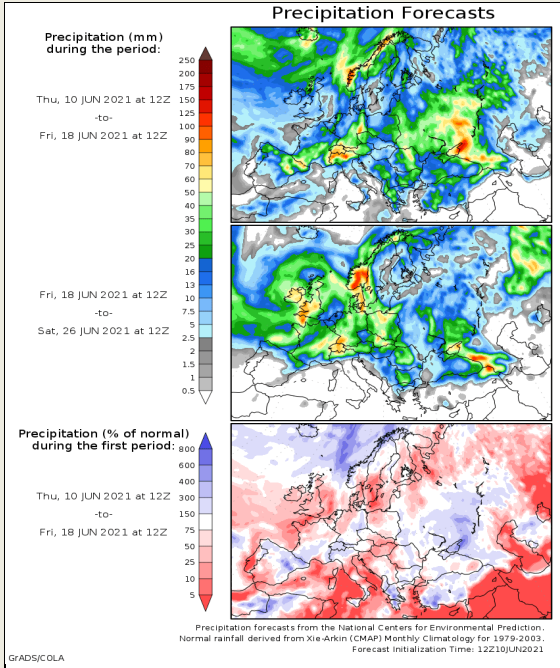 Precipitation Forecasts
Precipitation (mm)
during the period:
Thu, 10 JUN 2021 at 12Z
-to-
Fri, 18 JUN 2021 at 12Z
250
200
175
150
125
100
90
80
70
60
50
40
35
30
25
20
16
13
10
7.5
5
2.5
2
1.5
1
0.5
Fri, 18 JUN 2021 at 12Z
-to-
Sat, 26 JUN 2021 at 12Z
Precipitation (% of normal)
during the first period:
Thu, 10 JUN 2021 at 12Z
-to-
Fri, 18 JUN 2021 at 12Z
800
600
400
300
150
75
50
25
10
5
Precipitation forecasts from the National Centers for Environmental Prediction.
Normal rainfall derived from Xie-Arkin (CMAP) Monthly Climatology for 1979-2003.
Forecast Initialization Time: 12Z10JUN2021
GrADS/COLA